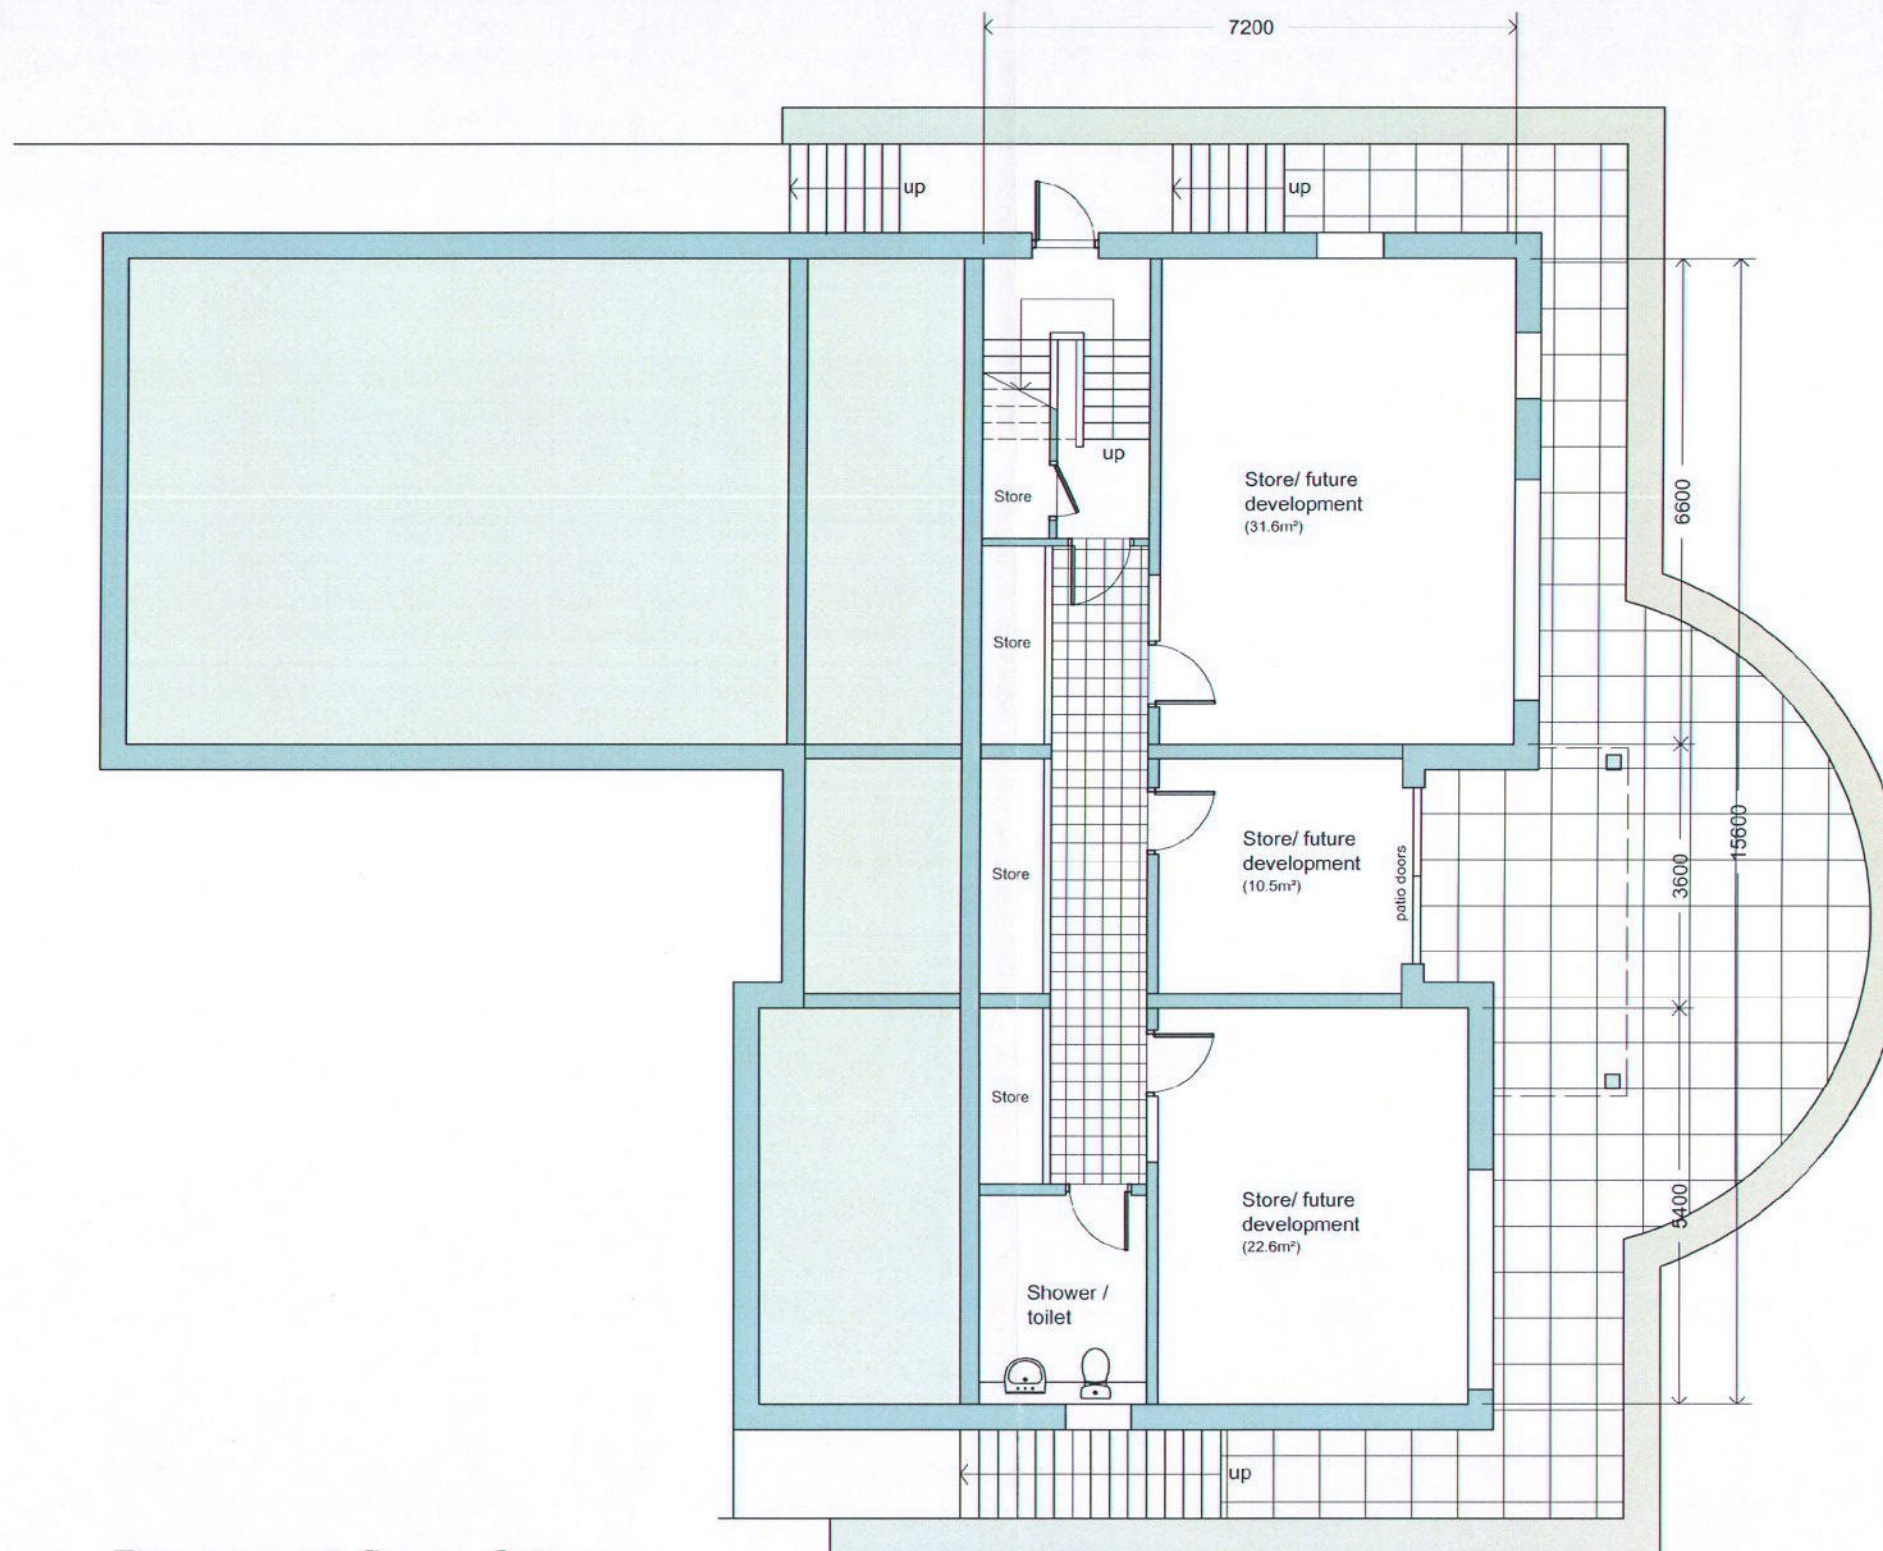 7200
up
up
up
Store/ future
development
(31.6m²)
Store
6600
Store
Store/ future
development
(10.5m²)
patio doors
Store
3600
15600
Store
Store/ future
development
(22.6m²)
5400
Shower /
toilet
up